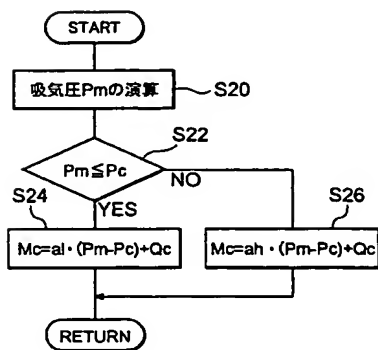 START
吸気圧Pmの演算
S20
S22
Pm≦Pc
NO
S24
YES
S26
Mc=al・(Pm-Pc)+Qc
Mc=ah・(Pm-Pc)+Qc
RETURN